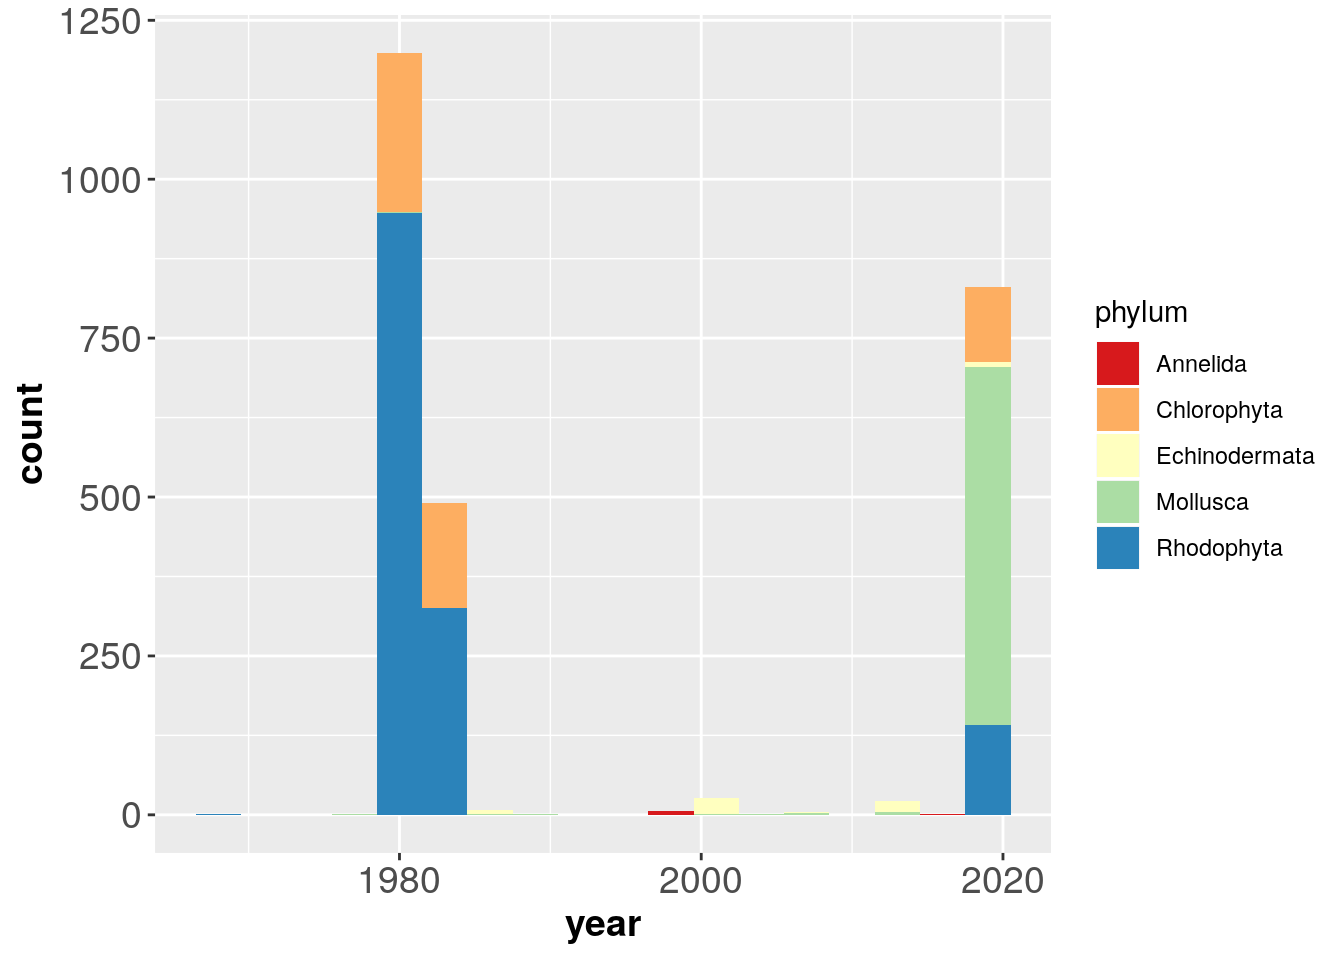 1250
1000
750
500
250
0
count
1980 2000 2020
year
phylum
Annelida
Chlorophyta
Echinodermata
Mollusca
Rhodophyta